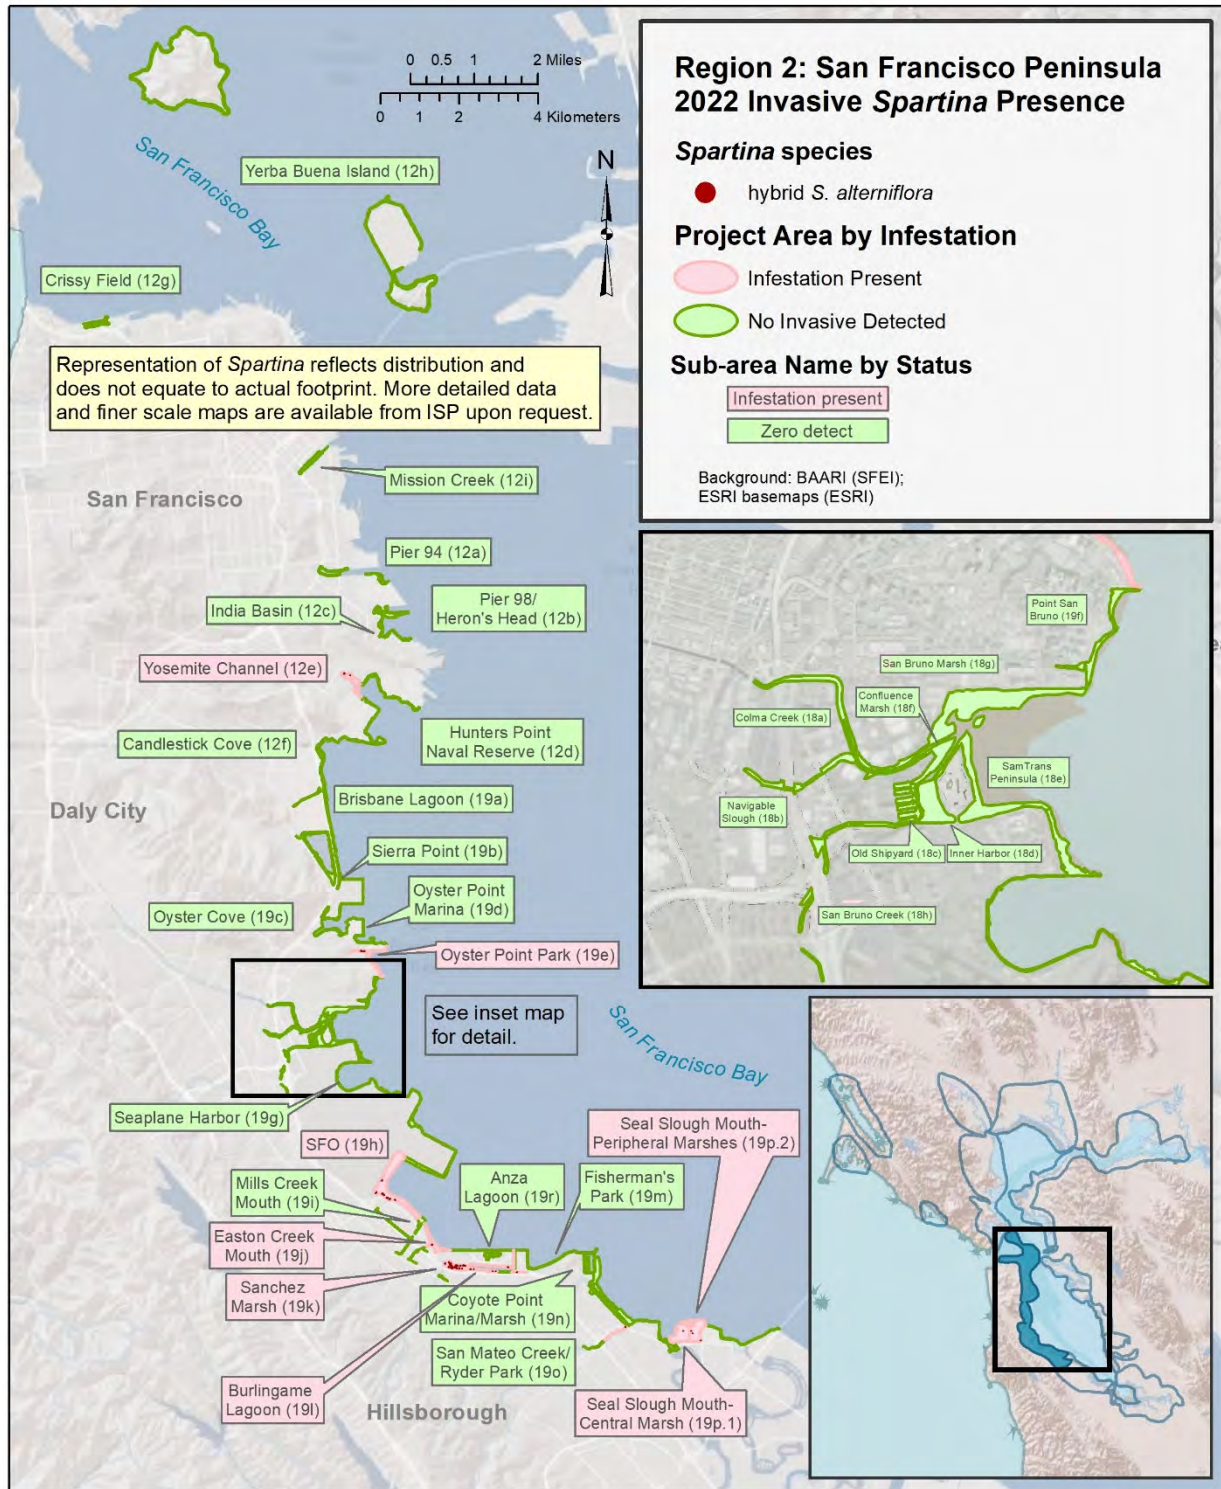 0 0.5 1 2 Miles
0 1 2 4 Kilometers
N
San Francisco Bay
Yerba Buena Island (12h)
Crissy Field (12g)
Representation of Spartina reflects distribution and
does not equate to actual footprint. More detailed data
and finer scale maps are available from ISP upon request.
Region 2: San Francisco Peninsula
2022 Invasive Spartina Presence
Spartina species
hybrid S. alterniflora
Project Area by Infestation
Infestation Present
No Invasive Detected
Sub-area Name by Status
Infestation present
Zero detect
Background: BAARI (SFEI);
ESRI basemaps (ESRI)
San Francisco
Mission Creek (12i)
Pier 94 (12a)
India Basin (12c)
Pier 98/
Heron's Head (12b)
Yosemite Channel (12e)
Hunters Point
Naval Reserve (12d)
Candlestick Cove (12f)
Brisbane Lagoon (19a)
Daly City
Sierra Point (19b)
Oyster Point
Marina (19d)
Oyster Cove (19c)
Oyster Point Park (19e)
See inset map
for detail.
San Francisco Bay
Seaplane Harbor (19g)
SFO (19h)
Mills Creek
Mouth (19i)
Easton Creek
Mouth (19j)
Sanchez
Marsh (19k)
Burlingame
Lagoon (19l)
Anza
Lagoon (19r)
Fisherman's
Park (19m)
Coyote Point
Marina/Marsh (19n)
San Mateo Creek/
Ryder Park (19o)
Seal Slough Mouth-
Peripheral Marshes (19p.2)
Seal Slough Mouth-
Central Marsh (19p.1)
Hillsborough
Point San
Bruno (19f)
San Bruno Marsh (18g)
Confluence
Marsh (18f)
Colma Creek (18a)
SamTrans
Peninsula (18e)
Navigable
Slough (18b)
Old Shipyard (18c)
Inner Harbor (18d)
San Bruno Creek (18h)